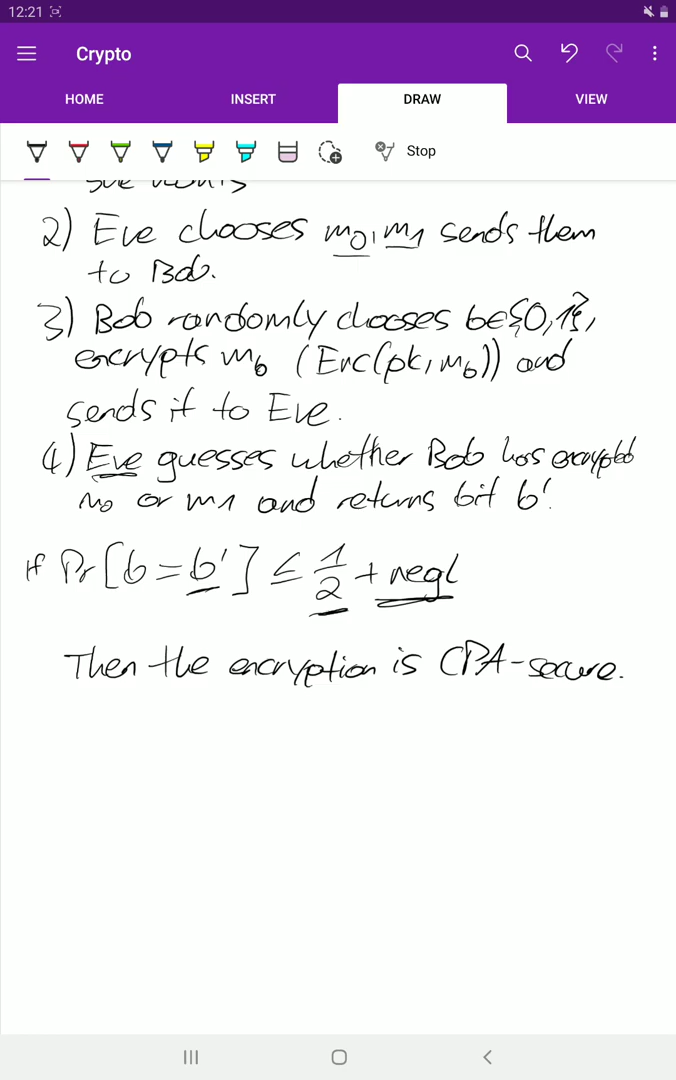 12:21
Crypto
HOME INSERT DRAW VIEW
Stop
2) Eve chooses m0, m1 sends them
to Bob.
3) Bob randomly chooses b∈{0,1},
encrypts mb (Enc(pk, mb)) and
sends it to Eve.
4) Eve guesses whether Bob has encrypted
m0 or m1 and returns bit b'.
If Pr[b = b'] ≤ 1/2 + negl
Then the encryption is CPA-secure.